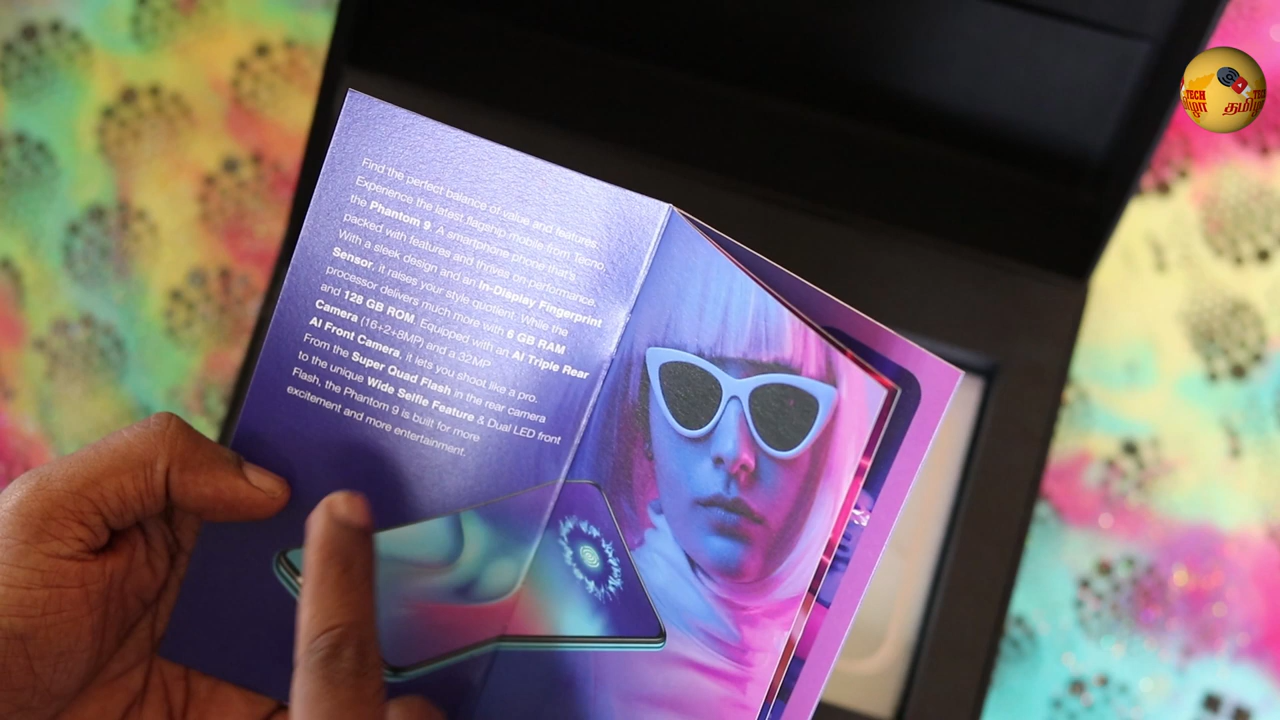 Find the perfect balance of value and features.
Experience the latest flagship mobile from Tecno,
the Phantom 9. A smartphone phone that's
packed with features and thrives on performance.
With a sleek design and an In-Display Fingerprint
Sensor, it raises your style quotient. While the
processor delivers much more with 6 GB RAM
and 128 GB ROM. Equipped with an AI Triple Rear
Camera (16+2+8MP) and a 32MP
AI Front Camera, it lets you shoot like a pro.
From the Super Quad Flash in the rear camera
to the unique Wide Selfie Feature & Dual LED front
Flash, the Phantom 9 is built for more
excitement and more entertainment.
TECH
தமிழா